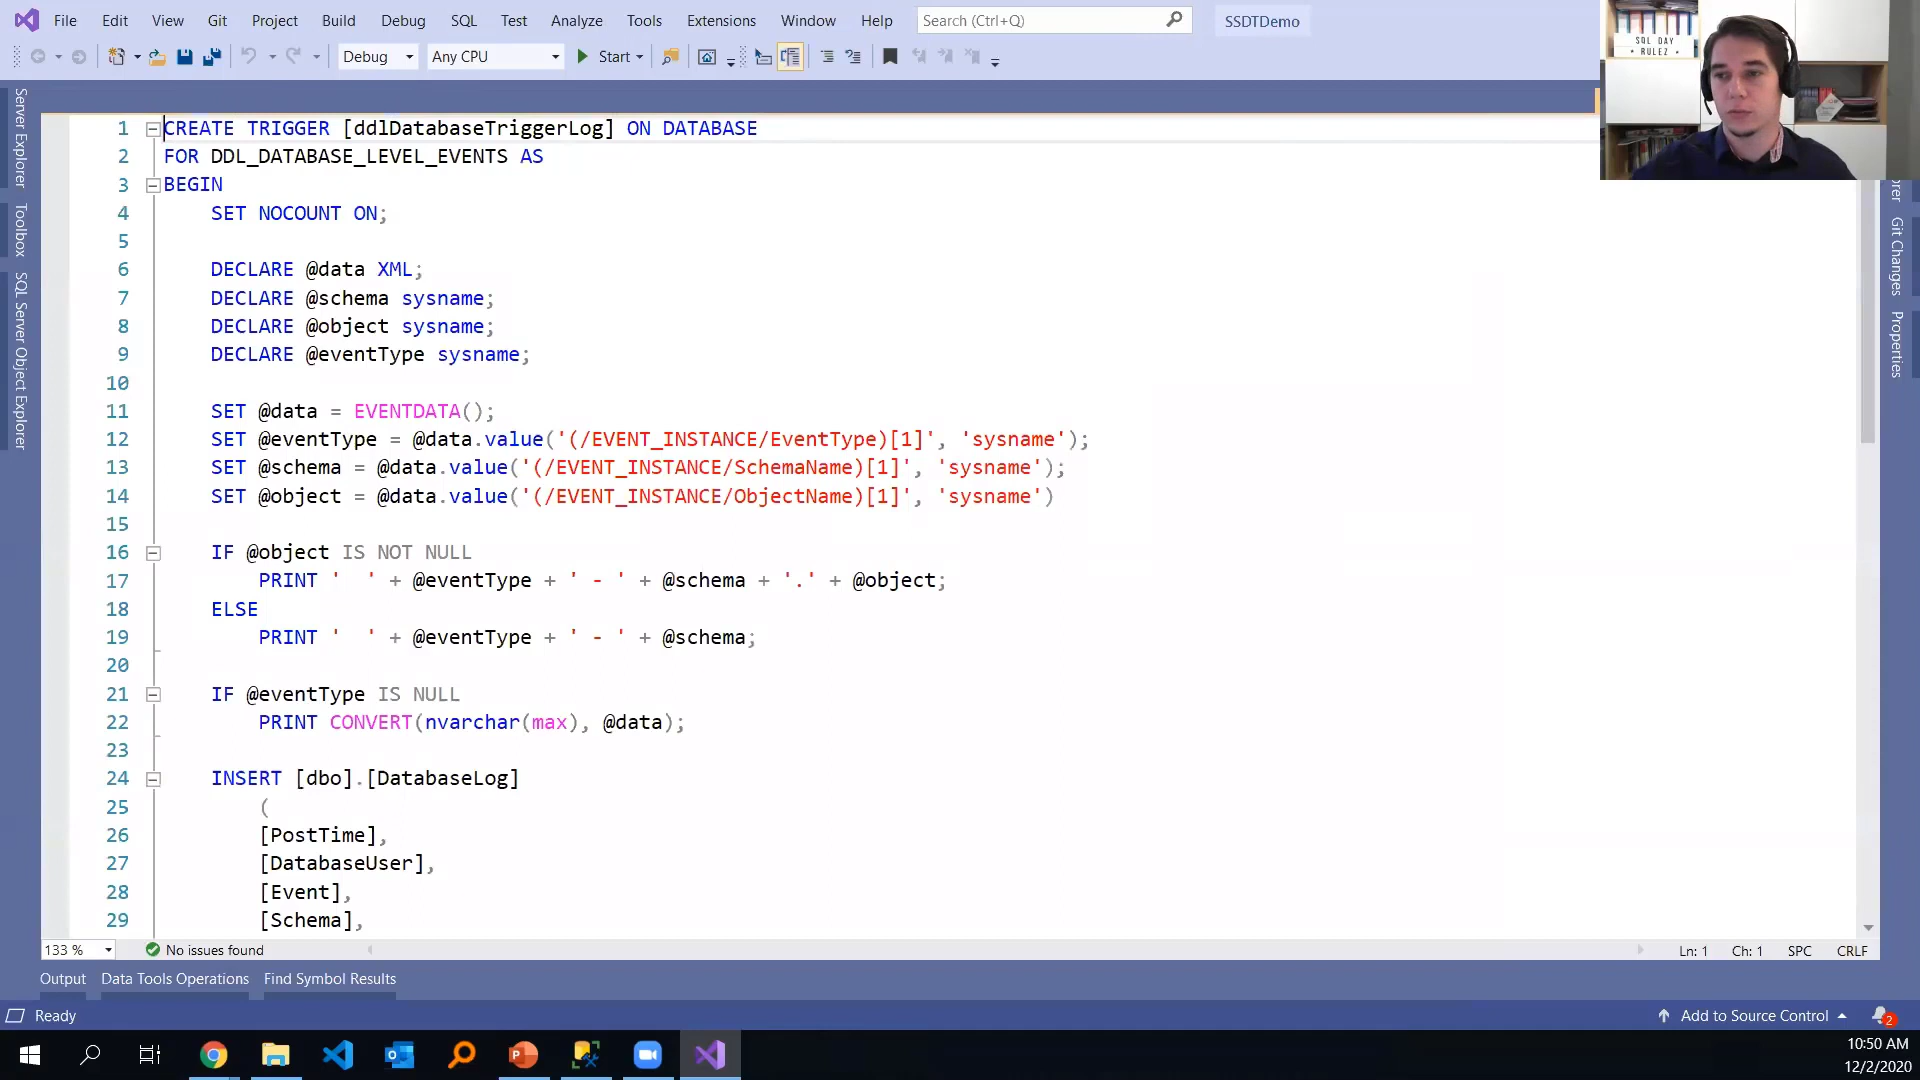 File Edit View Git Project Build Debug SQL Test Analyze Tools Extensions Window Help Search (Ctrl+Q) SSDTDemo
SQL DAY
• RULEZ •
Debug Any CPU Start
Server Explorer
Toolbox
SQL Server Object Explorer
1 CREATE TRIGGER [ddlDatabaseTriggerLog] ON DATABASE
2 FOR DDL_DATABASE_LEVEL_EVENTS AS
3 BEGIN
4 SET NOCOUNT ON;
5
6 DECLARE @data XML;
7 DECLARE @schema sysname;
8 DECLARE @object sysname;
9 DECLARE @eventType sysname;
10
11 SET @data = EVENTDATA();
12 SET @eventType = @data.value('(/EVENT_INSTANCE/EventType)[1]', 'sysname');
13 SET @schema = @data.value('(/EVENT_INSTANCE/SchemaName)[1]', 'sysname');
14 SET @object = @data.value('(/EVENT_INSTANCE/ObjectName)[1]', 'sysname')
15
16 IF @object IS NOT NULL
17 PRINT '  ' + @eventType + ' - ' + @schema + '.' + @object;
18 ELSE
19 PRINT '  ' + @eventType + ' - ' + @schema;
20
21 IF @eventType IS NULL
22 PRINT CONVERT(nvarchar(max), @data);
23
24 INSERT [dbo].[DatabaseLog]
25 (
26 [PostTime],
27 [DatabaseUser],
28 [Event],
29 [Schema],
Git Changes
Properties
133 % No issues found Ln: 1 Ch: 1 SPC CRLF
Output Data Tools Operations Find Symbol Results
Ready Add to Source Control 2
10:50 AM
12/2/2020